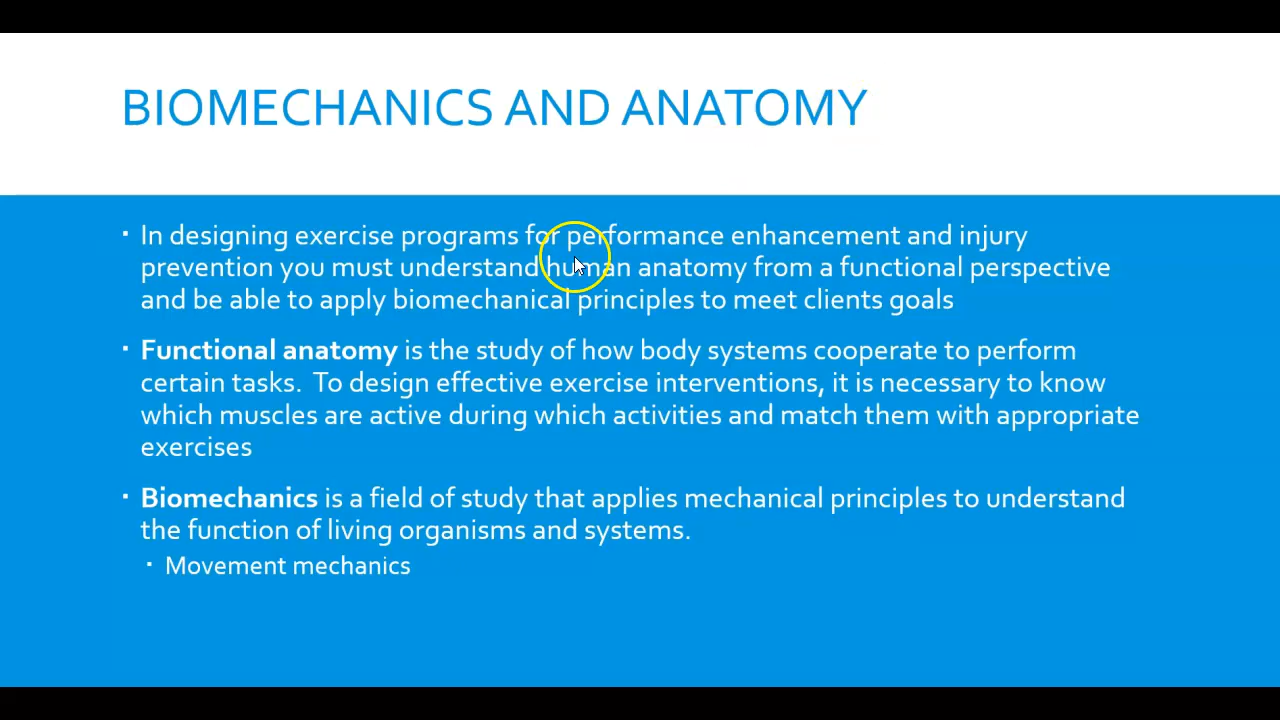 BIOMECHANICS AND ANATOMY
▪ In designing exercise programs for performance enhancement and injury
prevention you must understand human anatomy from a functional perspective
and be able to apply biomechanical principles to meet clients goals
▪ Functional anatomy is the study of how body systems cooperate to perform
certain tasks.  To design effective exercise interventions, it is necessary to know
which muscles are active during which activities and match them with appropriate
exercises
▪ Biomechanics is a field of study that applies mechanical principles to understand
the function of living organisms and systems.
▪ Movement mechanics